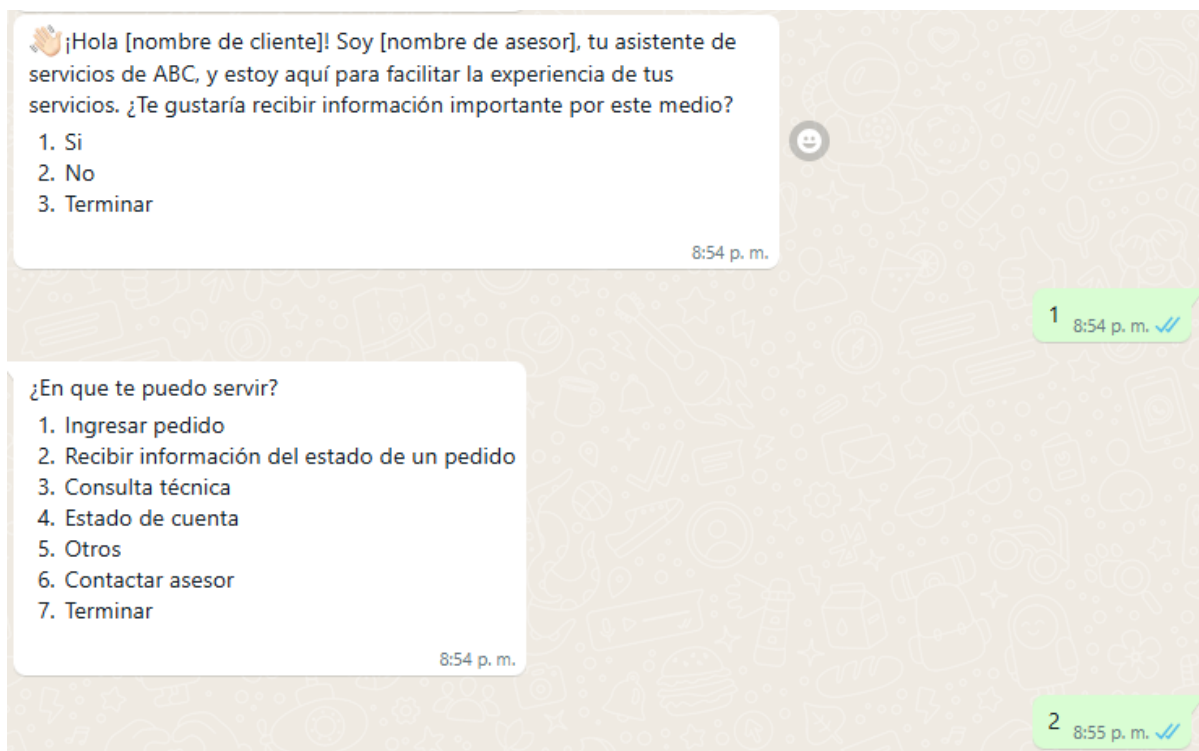 👋🏻¡Hola [nombre de cliente]! Soy [nombre de asesor], tu asistente de
servicios de ABC, y estoy aquí para facilitar la experiencia de tus
servicios. ¿Te gustaría recibir información importante por este medio?
1. Si
2. No
3. Terminar
8:54 p. m.
1 8:54 p. m.
¿En que te puedo servir?
1. Ingresar pedido
2. Recibir información del estado de un pedido
3. Consulta técnica
4. Estado de cuenta
5. Otros
6. Contactar asesor
7. Terminar
8:54 p. m.
2 8:55 p. m.